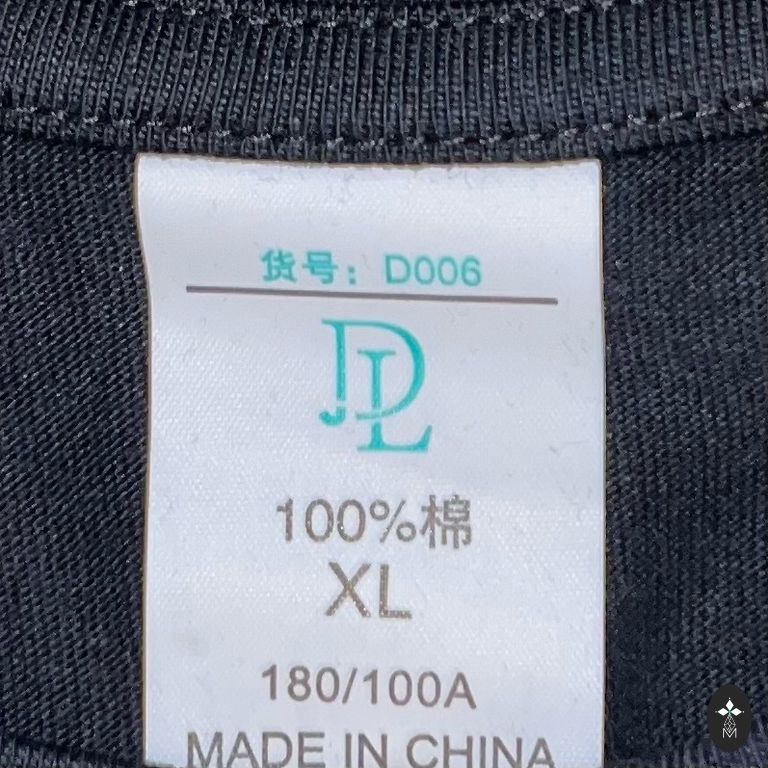 货号：D006
JDL
100%棉
XL
180/100A
MADE IN CHINA